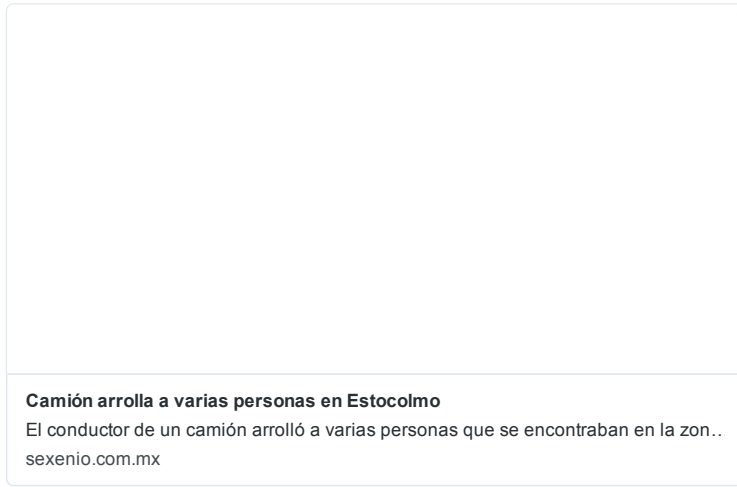 Camión arrolla a varias personas en Estocolmo
El conductor de un camión arrolló a varias personas que se encontraban en la zon…
sexenio.com.mx